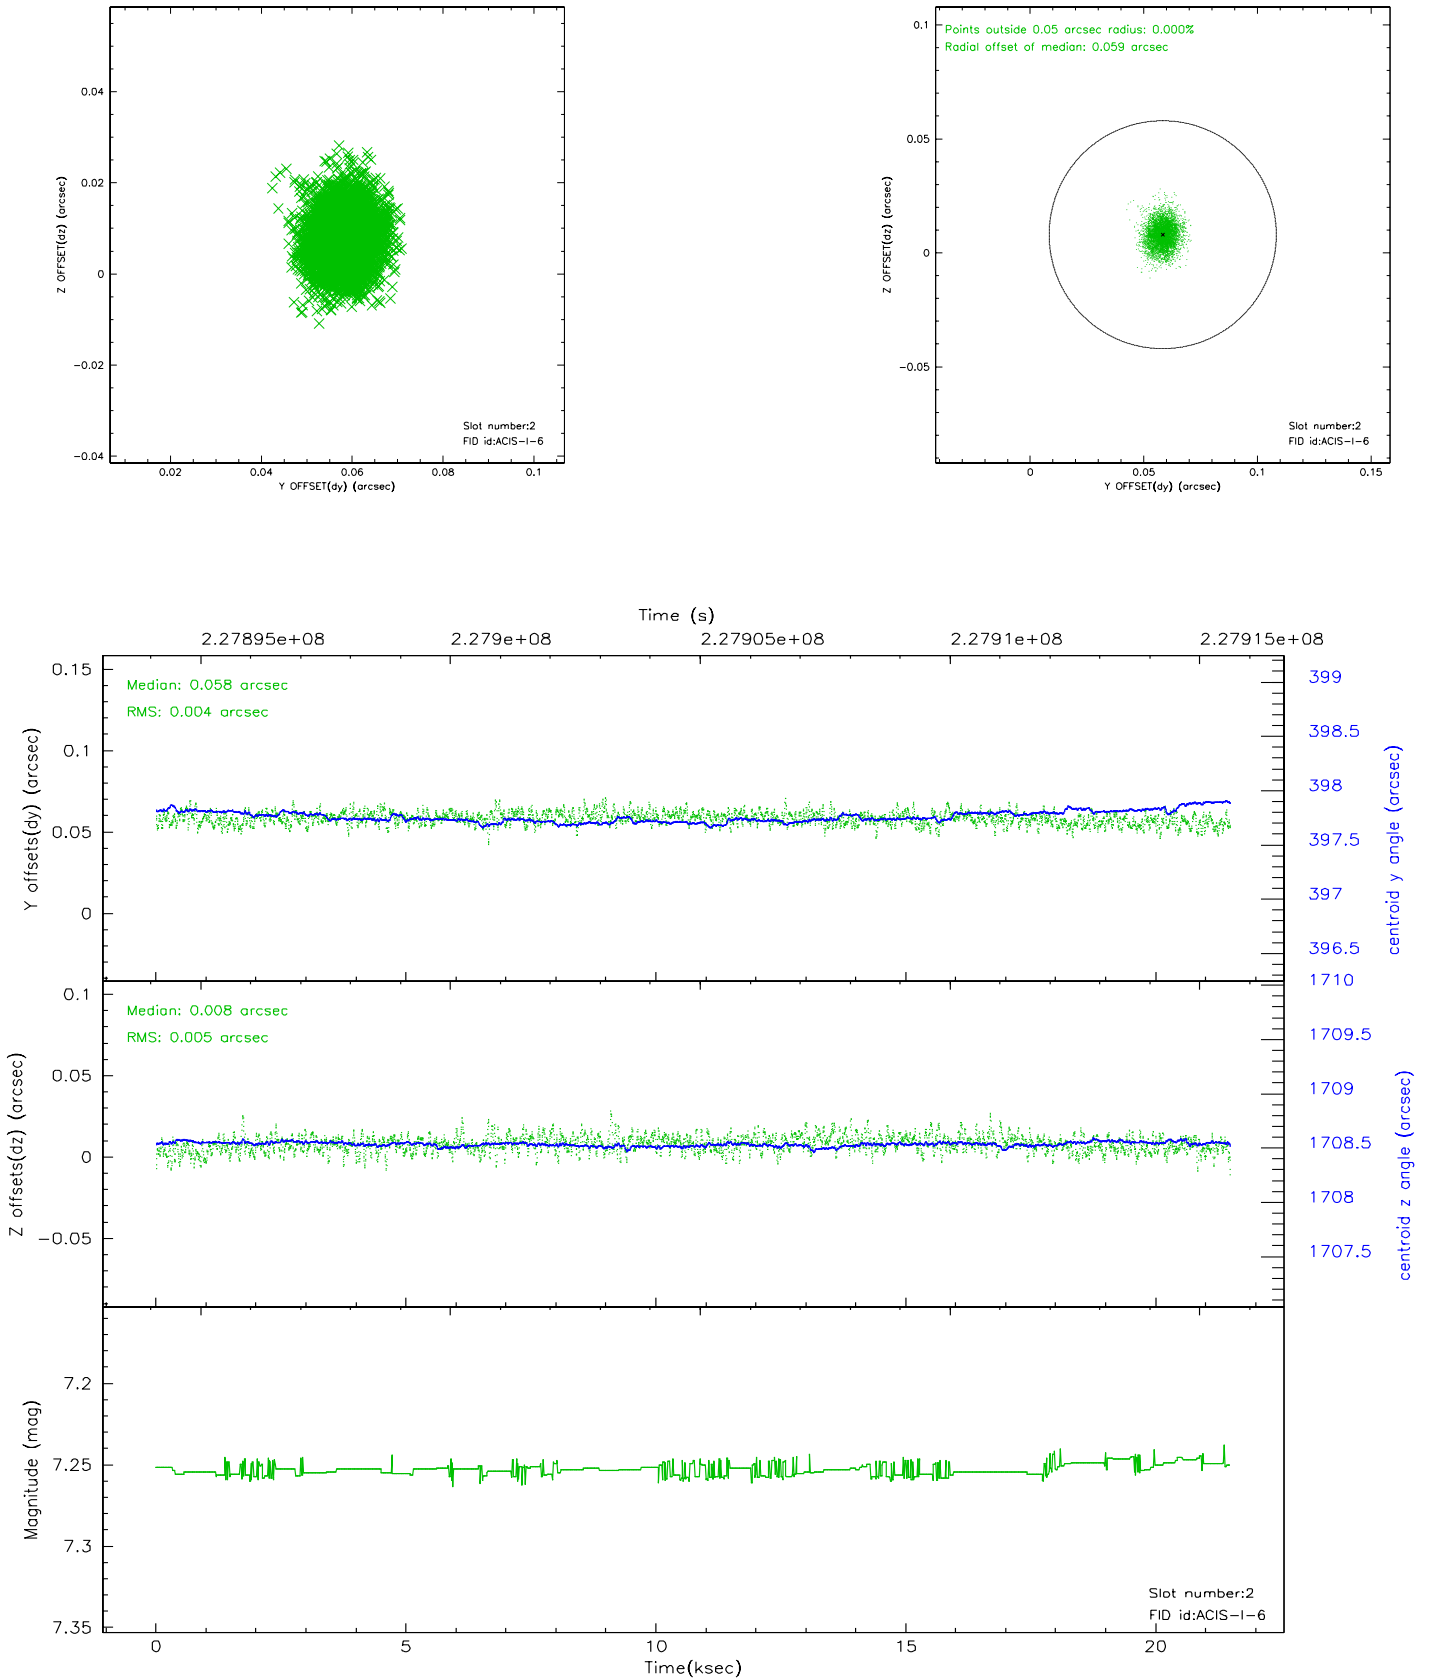 0.04
0.02
0
−0.02
−0.04
Z OFFSET(dz) (arcsec)
Slot number:2
FID id:ACIS−I−6
0.02 0.04 0.06 0.08 0.1
Y OFFSET(dy) (arcsec)
Points outside 0.05 arcsec radius: 0.000%
Radial offset of median: 0.059 arcsec
0.1
0.05
0
−0.05
Z OFFSET(dz) (arcsec)
Slot number:2
FID id:ACIS−I−6
0 0.05 0.1 0.15
Y OFFSET(dy) (arcsec)
Time (s)
2.27895e+08 2.279e+08 2.27905e+08 2.2791e+08 2.27915e+08
Median: 0.058 arcsec
RMS: 0.004 arcsec
0.15
0.1
0.05
0
Y offsets(dy) (arcsec)
399
398.5
398
397.5
397
396.5
centroid y angle (arcsec)
Median: 0.008 arcsec
RMS: 0.005 arcsec
0.1
0.05
0
−0.05
Z offsets(dz) (arcsec)
1710
1709.5
1709
1708.5
1708
1707.5
centroid z angle (arcsec)
7.2
7.25
7.3
7.35
Magnitude (mag)
Slot number:2
FID id:ACIS−I−6
0 5 10 15 20
Time(ksec)